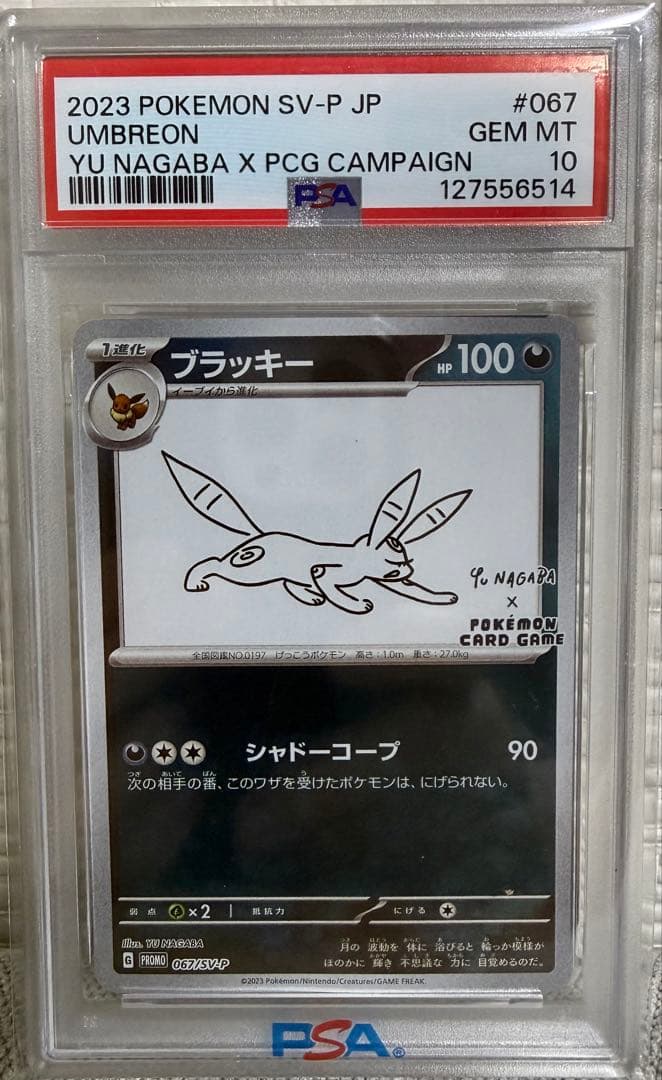 2023 POKEMON SV-P JP #067
UMBREON GEM MT
YU NAGABA X PCG CAMPAIGN 10
PSA 127556514
1進化 ブラッキー HP 100
イーブイから進化
Yu NAGABA
×
POKÉMON
CARD GAME
全国図鑑NO.0197 げっこうポケモン 高さ:1.0m 重さ:27.0kg
シャドーコープ 90
次の相手の番、このワザを受けたポケモンは、にげられない。
弱点 ×2 抵抗力 にげる
Illus. YU NAGABA
G PROMO 067/SV-P
月の波動を体に浴びると輪っか模様が
ほのかに輝き不思議な力に目覚めるのだ。
©2023 Pokémon/Nintendo/Creatures/GAME FREAK.
PSA®